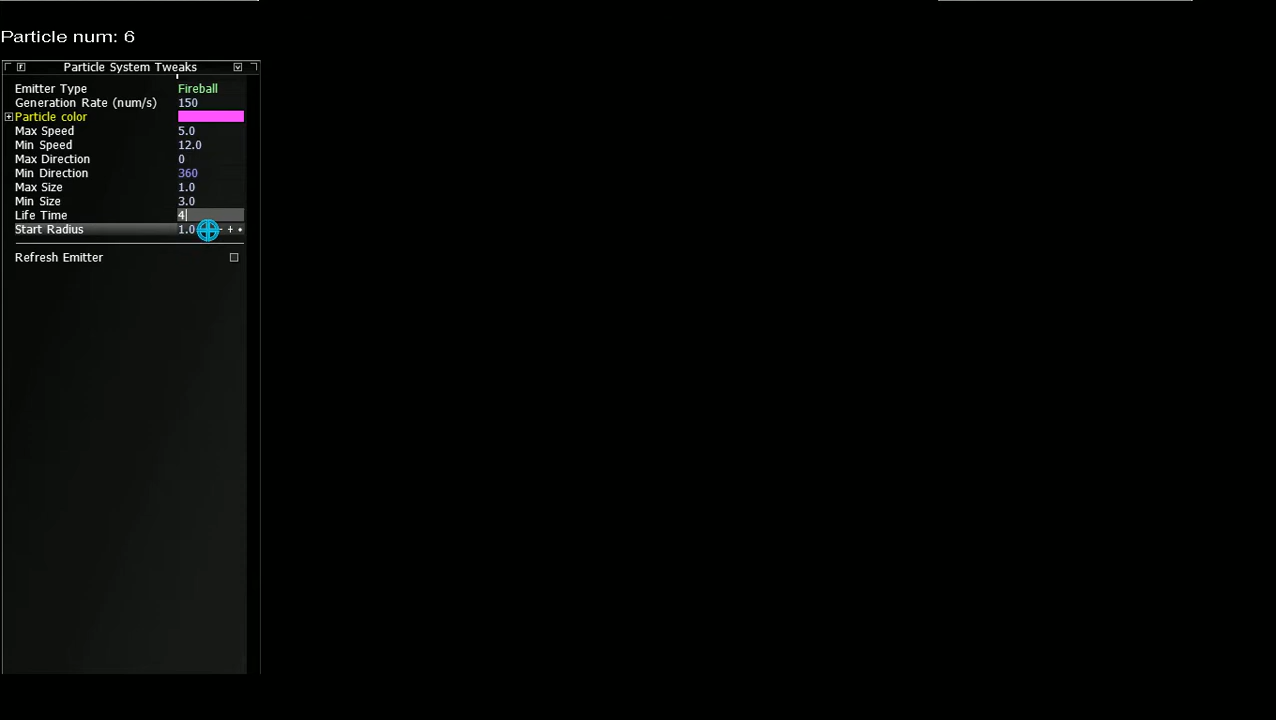 Particle num: 6
Particle System Tweaks
Emitter Type Fireball
Generation Rate (num/s) 150
Particle color
Max Speed 5.0
Min Speed 12.0
Max Direction 0
Min Direction 360
Max Size 1.0
Min Size 3.0
Life Time 4
Start Radius 1.0
Refresh Emitter